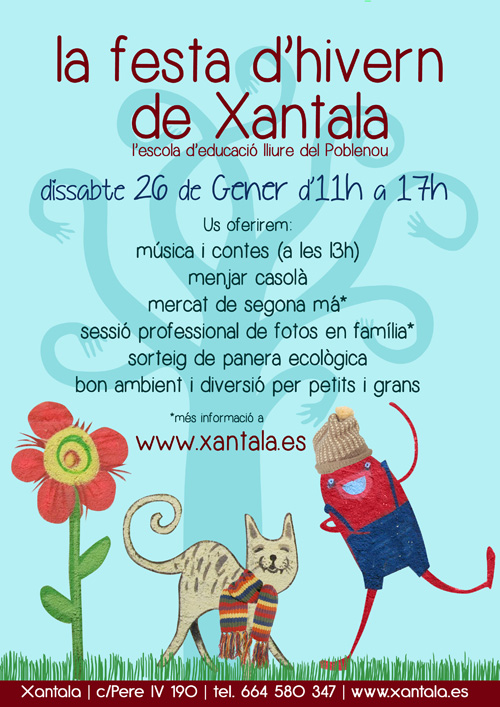 la festa d'hivern
de Xantala
l'escola d'educació lliure del Poblenou
dissabte 26 de Gener d'11h a 17h
Us oferirem:
música i contes (a les 13h)
menjar casolà
mercat de segona má*
sessió professional de fotos en família*
sorteig de panera ecològica
bon ambient i diversió per petits i grans
*més informació a
www.xantala.es
Xantala | c/Pere IV 190 | tel. 664 580 347 | www.xantala.es